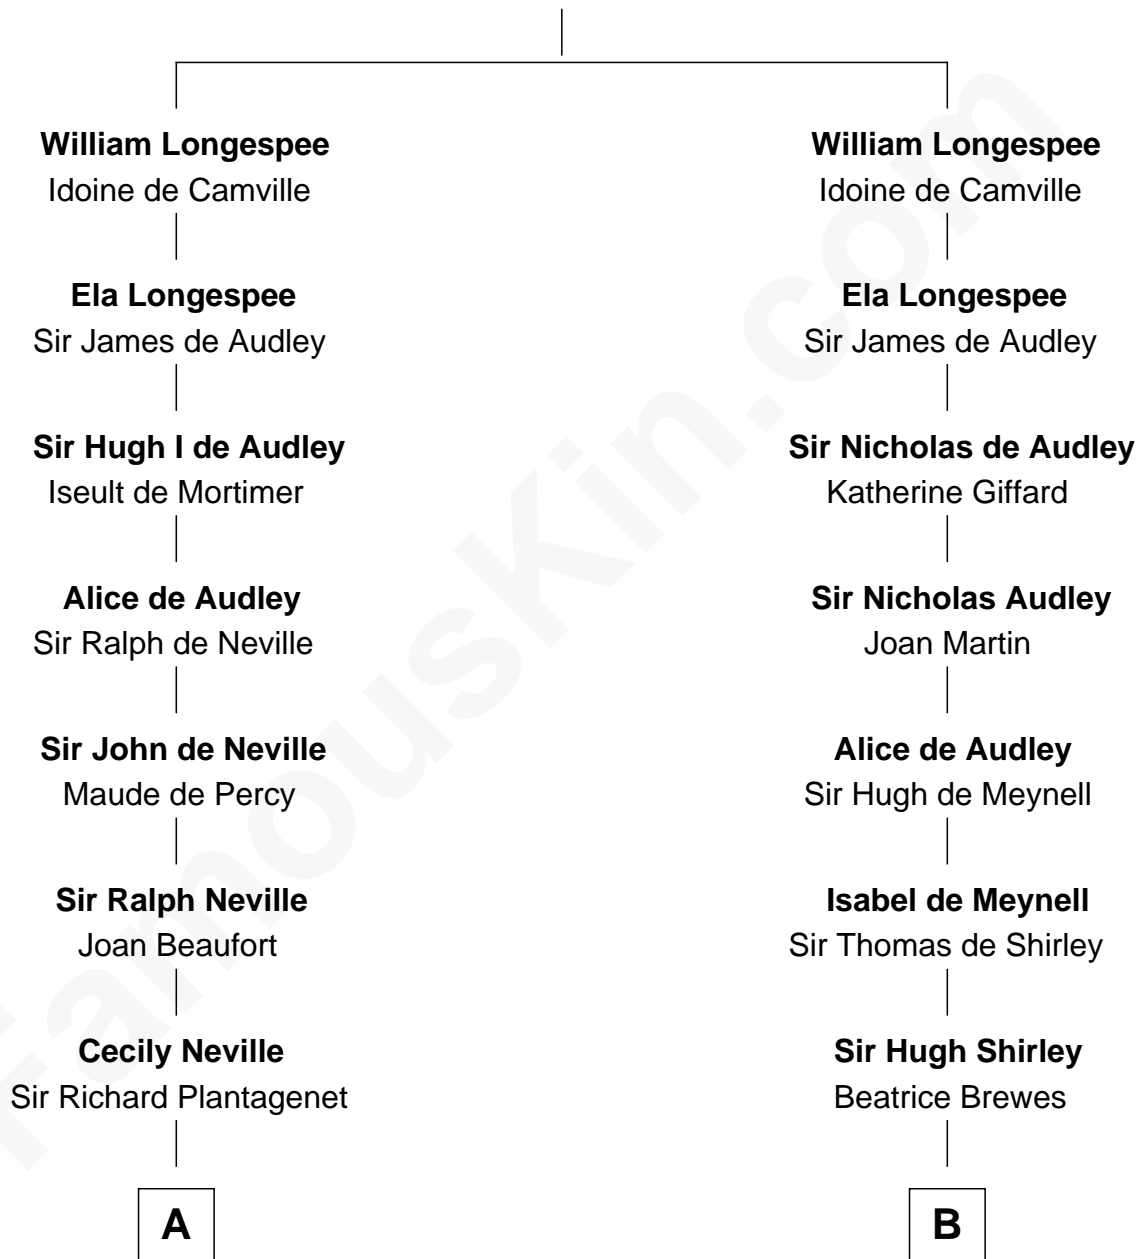 William Longespee
Idoine de Camville
Ela Longespee
Sir James de Audley
Sir Hugh I de Audley
Iseult de Mortimer
Alice de Audley
Sir Ralph de Neville
Sir John de Neville
Maude de Percy
Sir Ralph Neville
Joan Beaufort
Cecily Neville
Sir Richard Plantagenet
A
William Longespee
Idoine de Camville
Ela Longespee
Sir James de Audley
Sir Nicholas de Audley
Katherine Giffard
Sir Nicholas Audley
Joan Martin
Alice de Audley
Sir Hugh de Meynell
Isabel de Meynell
Sir Thomas de Shirley
Sir Hugh Shirley
Beatrice Brewes
B
FamousKin.com